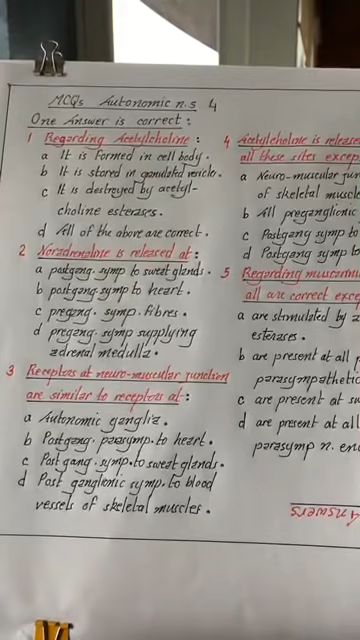 MCQs Autonomic n.s 4
One Answer is correct:
1 Regarding Acetylcholine:
a It is formed in cell body.
b It is stored in granulated vesicle.
c It is destroyed by acetyl-
choline esterases.
d All of the above are correct.
2 Noradrenaline is released at:
a postgang. symp to sweat glands.
b postgang. symp to heart.
c pregang. symp. fibres.
d pregang. symp supplying
adrenal medulla.
3 Receptors at neuro-muscular junction
are similar to receptors at:
a Autonomic ganglia.
b Postgang. parasymp. to heart.
c Post gang. symp. to sweat glands.
d Post ganglionic symp. to blood
vessels of skeletal muscles.
4 Acetylcholine is release
all these sites except
a Neuro-muscular jun
of skeletal muscle
b All preganglionic
c Postgang symp to
d Postgang symp to
5 Regarding muscarin
all are correct excep
a are stimulated by
esterases.
b are present at all p
parasympathetic
c are present at sw
d are present at all
parasymp n. en
Answers